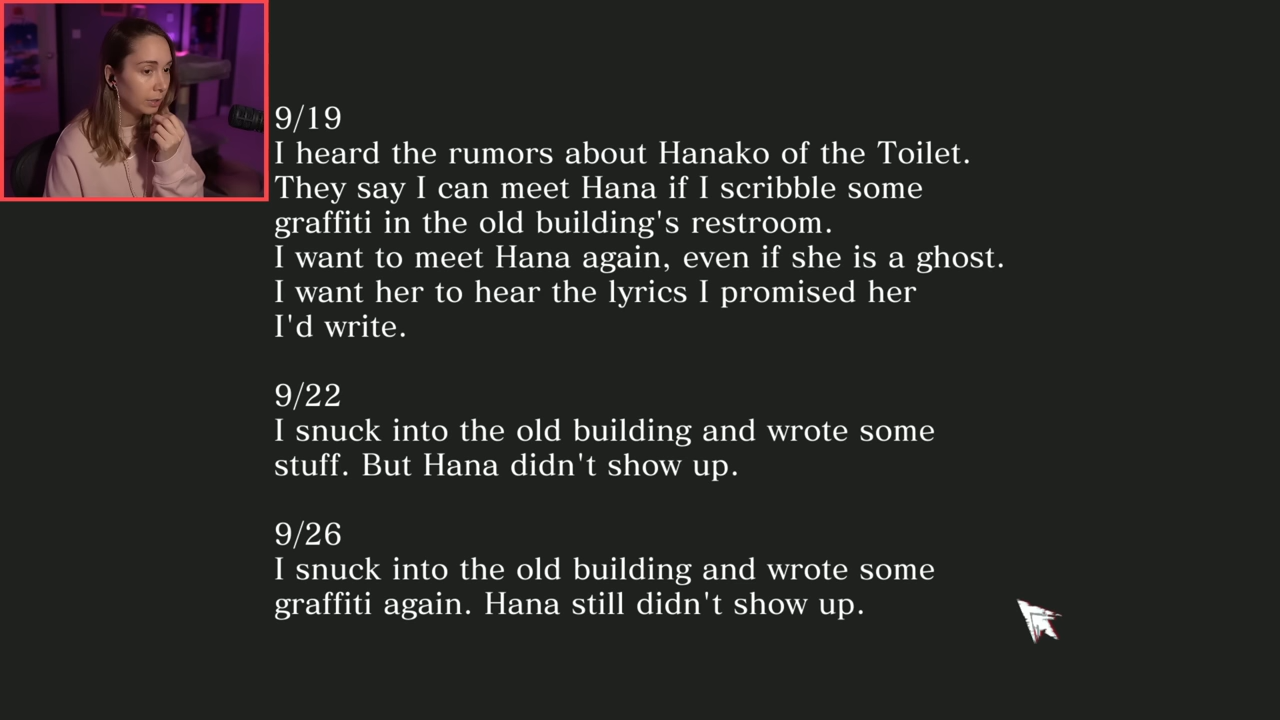 9/19
I heard the rumors about Hanako of the Toilet.
They say I can meet Hana if I scribble some
graffiti in the old building's restroom.
I want to meet Hana again, even if she is a ghost.
I want her to hear the lyrics I promised her
I'd write.
9/22
I snuck into the old building and wrote some
stuff. But Hana didn't show up.
9/26
I snuck into the old building and wrote some
graffiti again. Hana still didn't show up.